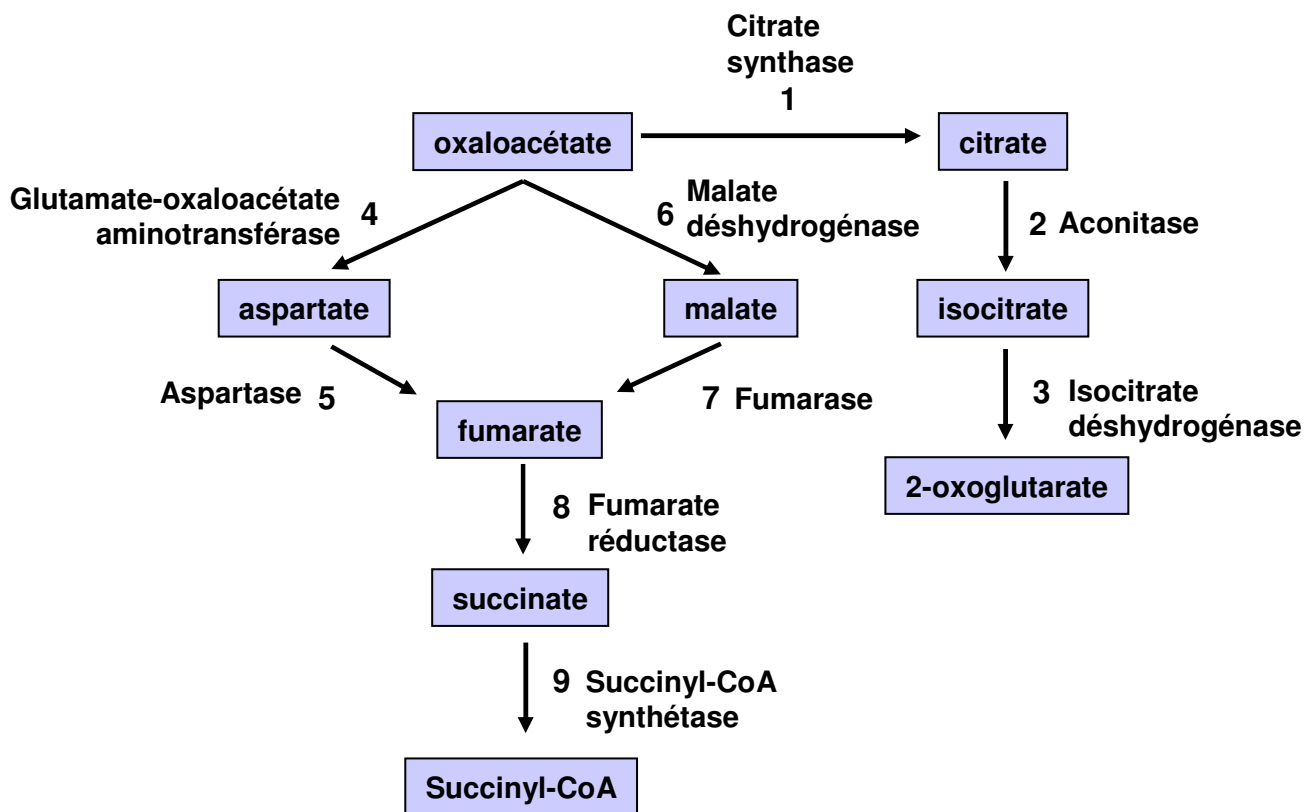 Citrate
synthase
1
oxaloacétate
citrate
Glutamate-oxaloacétate
aminotransférase
4
6
Malate
déshydrogénase
2 Aconitase
aspartate
malate
isocitrate
Aspartase 5
7 Fumarase
3 Isocitrate
déshydrogénase
fumarate
2-oxoglutarate
8 Fumarate
réductase
succinate
9 Succinyl-CoA
synthétase
Succinyl-CoA